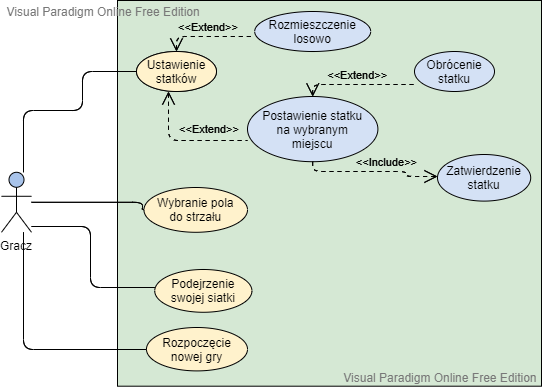 Visual Paradigm Online Free Edition
<<Extend>>
Rozmieszczenie
losowo
Ustawienie
statków
<<Extend>>
Obrócenie
statku
<<Extend>>
Postawienie statku
na wybranym
miejscu
<<Include>>
Zatwierdzenie
statku
Wybranie pola
do strzału
Gracz
Podejrzenie
swojej siatki
Rozpoczęcie
nowej gry
Visual Paradigm Online Free Edition